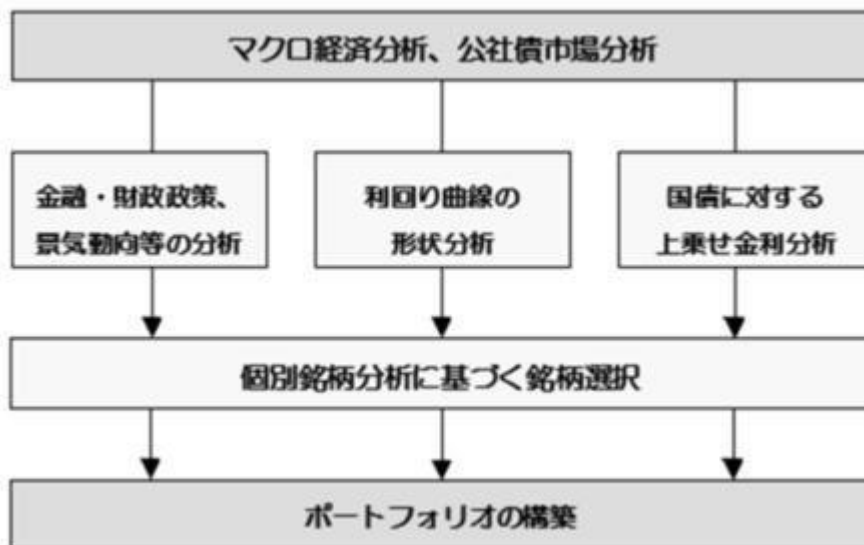 マクロ経済分析、公社債市場分析
金融・財政政策、
景気動向等の分析
利回り曲線の
形状分析
国債に対する
上乗せ金利分析
個別銘柄分析に基づく銘柄選択
ポートフォリオの構築